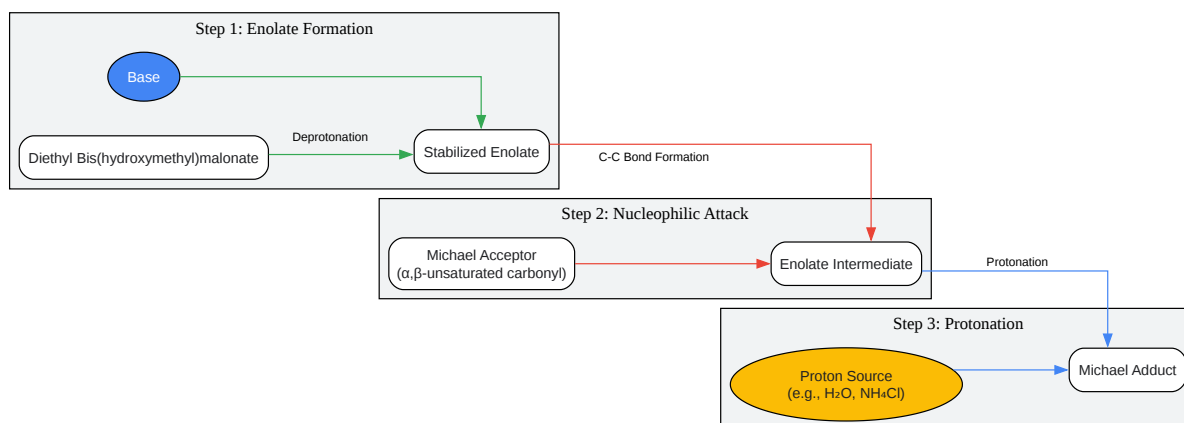 Step 1: Enolate Formation
Base
Deprotonation
Diethyl Bis(hydroxymethyl)malonate
Stabilized Enolate
C-C Bond Formation
Step 2: Nucleophilic Attack
Michael Acceptor
(α,β-unsaturated carbonyl)
Enolate Intermediate
Protonation
Step 3: Protonation
Proton Source
(e.g., H₂O, NH₄Cl)
Michael Adduct